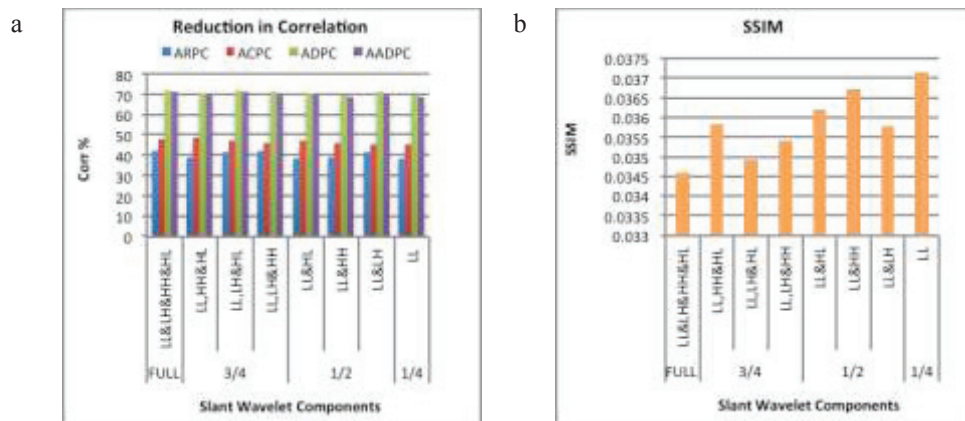 a
Reduction in Correlation
ARPC ACPC ADPC AADPC
80
70
60
50
40
30
20
10
0
Corr %
LL&LH&HH&HL
LL,HH&HL
LL,LH&HL
LL,LH&HH
LL&HL
LL&HH
LL&LH
LL
FULL 3/4 1/2 1/4
Slant Wavelet Components
b
SSIM
0.0375
0.037
0.0365
0.036
0.0355
0.035
0.0345
0.034
0.0335
0.033
SSIM
LL&LH&HH&HL
LL,HH&HL
LL,LH&HL
LL,LH&HH
LL&HL
LL&HH
LL&LH
LL
FULL 3/4 1/2 1/4
Slant Wavelet Components